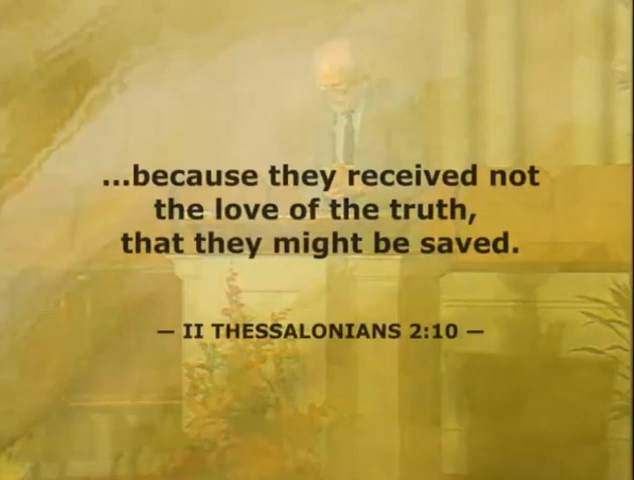 ...because they received not
the love of the truth,
that they might be saved.
— II THESSALONIANS 2:10 —